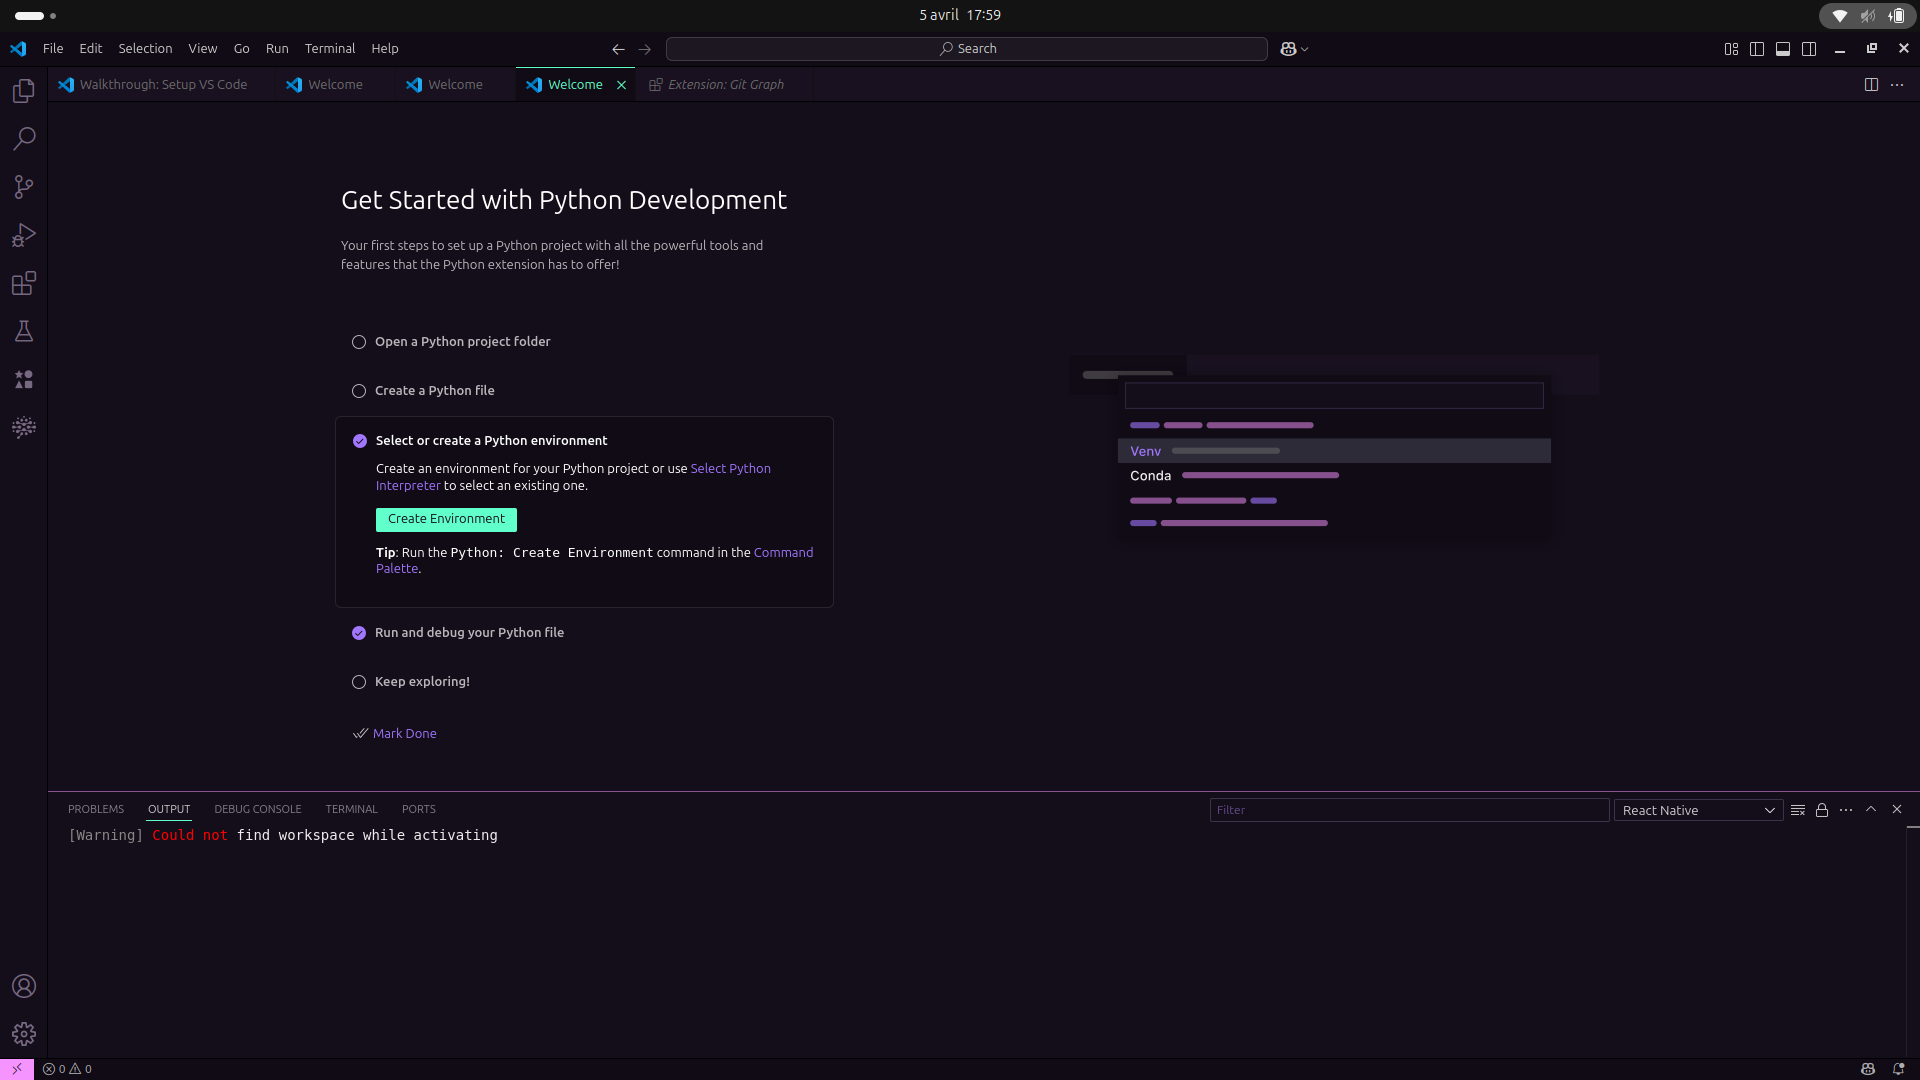 5 avril 17:59
File Edit Selection View Go Run Terminal Help
Search
Walkthrough: Setup VS Code
Welcome
Welcome
Welcome
Extension: Git Graph
Get Started with Python Development
Your first steps to set up a Python project with all the powerful tools and
features that the Python extension has to offer!
Open a Python project folder
Create a Python file
Select or create a Python environment
Create an environment for your Python project or use Select Python
Interpreter to select an existing one.
Create Environment
Tip: Run the Python: Create Environment command in the Command
Palette.
Run and debug your Python file
Keep exploring!
Mark Done
Venv
Conda
PROBLEMS OUTPUT DEBUG CONSOLE TERMINAL PORTS
Filter
React Native
[Warning] Could not find workspace while activating
0 0